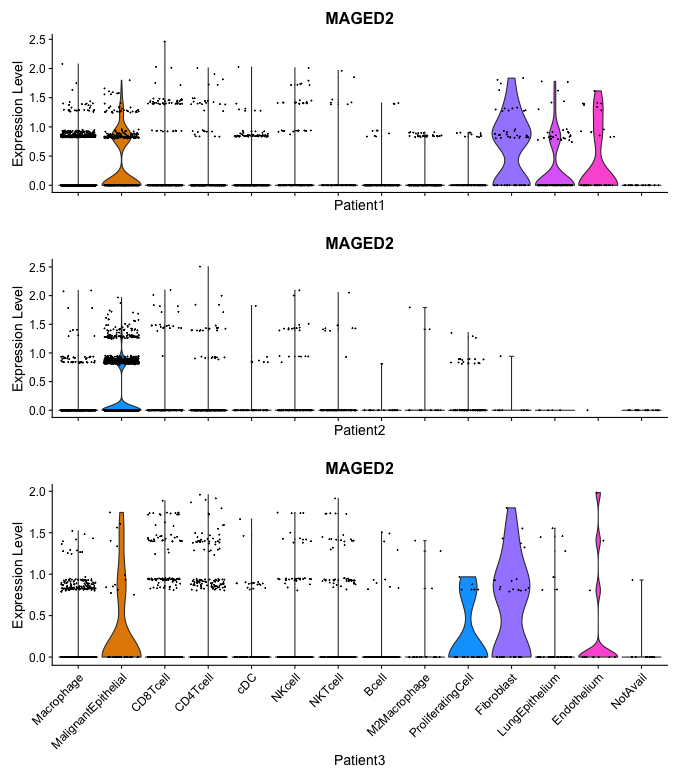 MAGED2
Expression Level
2.5
2.0
1.5
1.0
0.5
0.0
Patient1
MAGED2
Expression Level
2.5
2.0
1.5
1.0
0.5
0.0
Patient2
MAGED2
Expression Level
2.0
1.5
1.0
0.5
0.0
Macrophage
MalignantEpithelial
CD8Tcell
CD4Tcell
cDC
NKcell
NKTcell
Bcell
M2Macrophage
ProliferatingCell
Fibroblast
LungEpithelium
Endothelium
NotAvail
Patient3